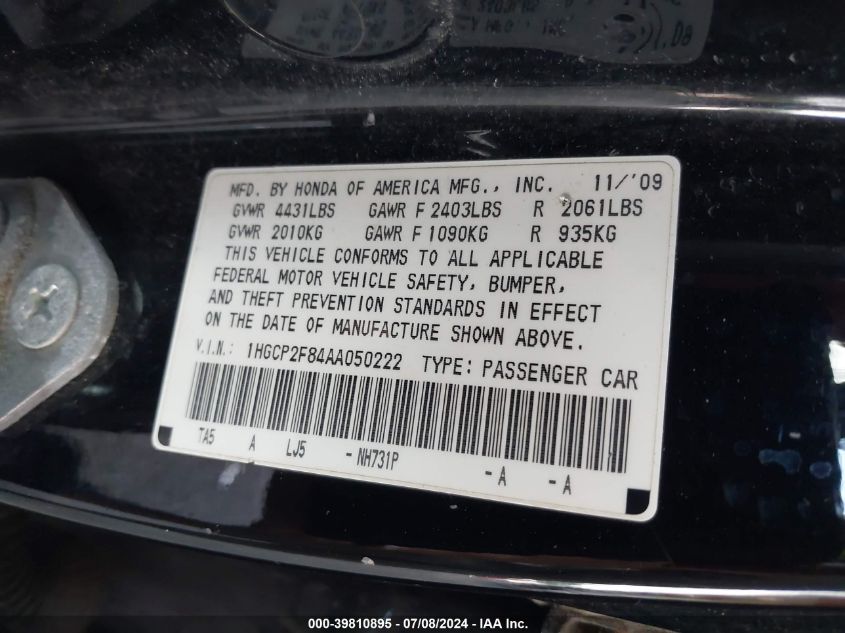 MFD. BY HONDA OF AMERICA MFG., INC. 11/'09
GVWR 4431LBS GAWR F 2403LBS R 2061LBS
GVWR 2010KG GAWR F 1090KG R 935KG
THIS VEHICLE CONFORMS TO ALL APPLICABLE
FEDERAL MOTOR VEHICLE SAFETY, BUMPER,
AND THEFT PREVENTION STANDARDS IN EFFECT
ON THE DATE OF MANUFACTURE SHOWN ABOVE.
V.I.N.: 1HGCP2F84AA050222 TYPE: PASSENGER CAR
TA5 A LJ5 - NH731P - A - A
000-39810895 / 07/08/2024 - IAA Inc.